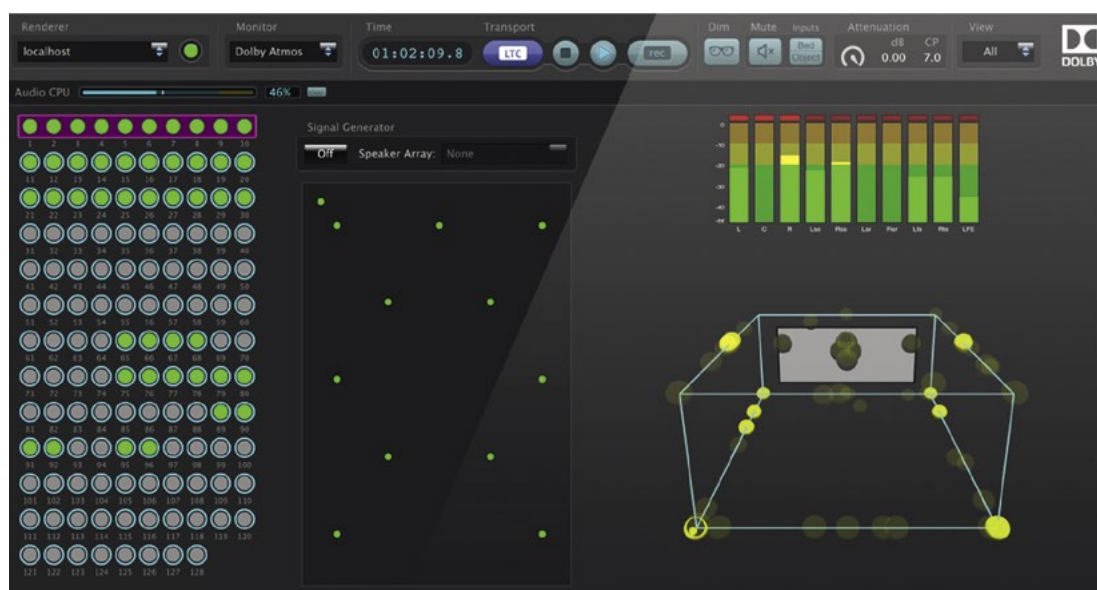 Renderer Monitor Time Transport Dim Mute Inputs Attenuation View
dB CP
localhost Dolby Atmos 01:02:09.8 LTC rec Bed Object 0.00 7.0 All
DOLBY
Audio CPU 46%
Signal Generator
Off Speaker Array: None
1 2 3 4 5 6 7 8 9 10
11 12 13 14 15 16 17 18 19 20
21 22 23 24 25 26 27 28 29 30
31 32 33 34 35 36 37 38 39 40
41 42 43 44 45 46 47 48 49 50
51 52 53 54 55 56 57 58 59 60
61 62 63 64 65 66 67 68 69 70
71 72 73 74 75 76 77 78 79 80
81 82 83 84 85 86 87 88 89 90
91 92 93 94 95 96 97 98 99 100
101 102 103 104 105 106 107 108 109 110
111 112 113 114 115 116 117 118 119 120
121 122 123 124 125 126 127 128
0
-10
-20
-30
-40
L C R Lss Rss Lsr Rsr Lts Rts LFE